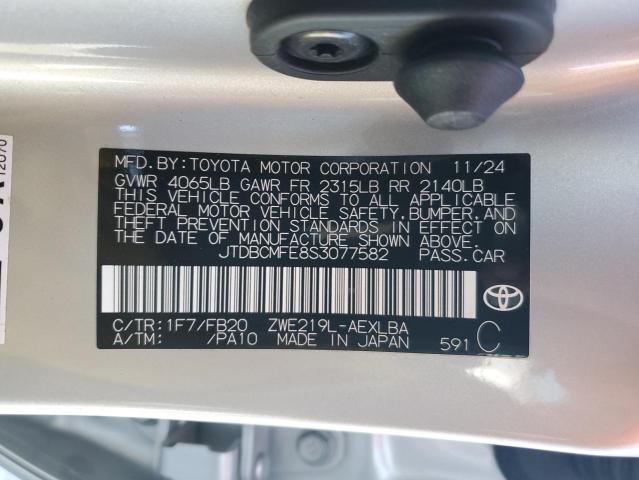 MFD.BY:TOYOTA MOTOR CORPORATION 11/24
GVWR 4065LB GAWR FR 2315LB RR 2140LB
THIS VEHICLE CONFORMS TO ALL APPLICABLE
FEDERAL MOTOR VEHICLE SAFETY,BUMPER,AND
THEFT PREVENTION STANDARDS IN EFFECT ON
THE DATE OF MANUFACTURE SHOWN ABOVE.
JTDBCMFE8S3077582 PASS.CAR
C/TR:1F7/FB20 ZWE219L-AEXLBA
A/TM: /PA10 MADE IN JAPAN 591 C
12070